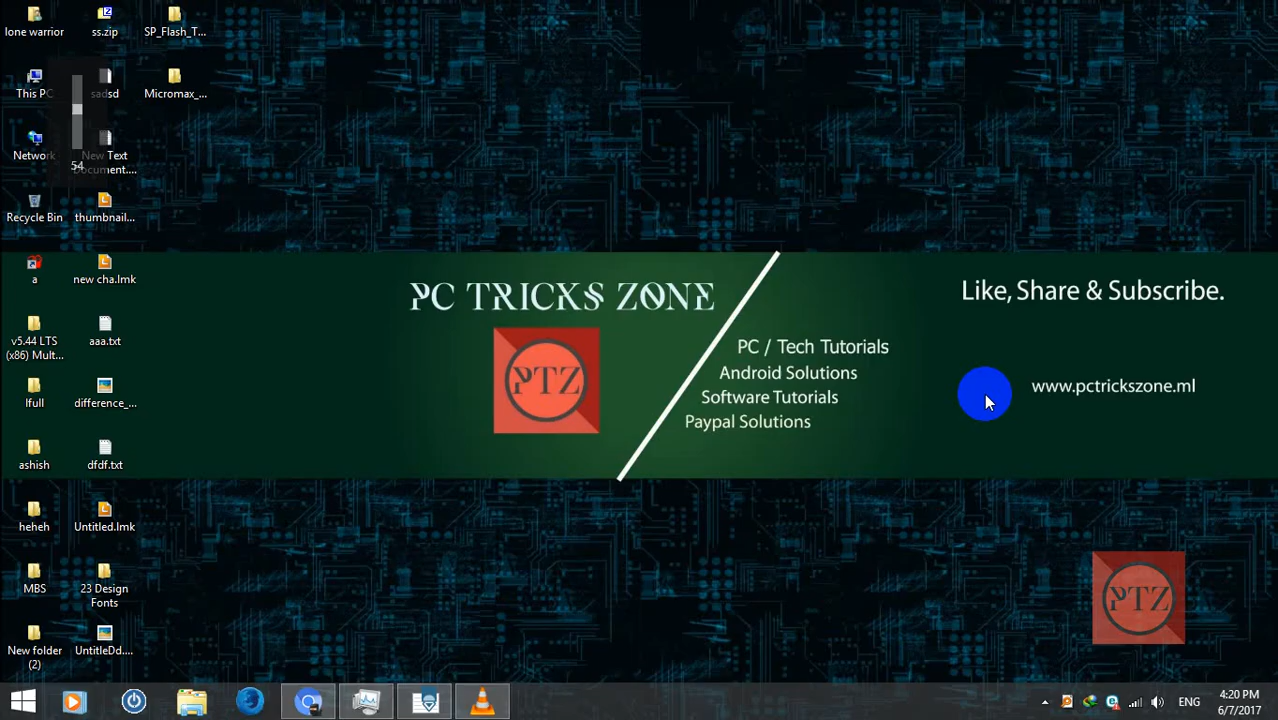 lone warrior
ss.zip
SP_Flash_T...
This PC
sadsd
Micromax_...
54
Network
New Text
Document....
Recycle Bin
thumbnail...
a
new cha.lmk
v5.44 LTS
(x86) Mult...
aaa.txt
lfull
difference_...
ashish
dfdf.txt
heheh
Untitled.lmk
MBS
23 Design
Fonts
New folder
(2)
UntitleDd....
PC TRICKS ZONE
PTZ
PC / Tech Tutorials
Android Solutions
Software Tutorials
Paypal Solutions
Like, Share & Subscribe.
www.pctrickszone.ml
PTZ
ENG
4:20 PM
6/7/2017